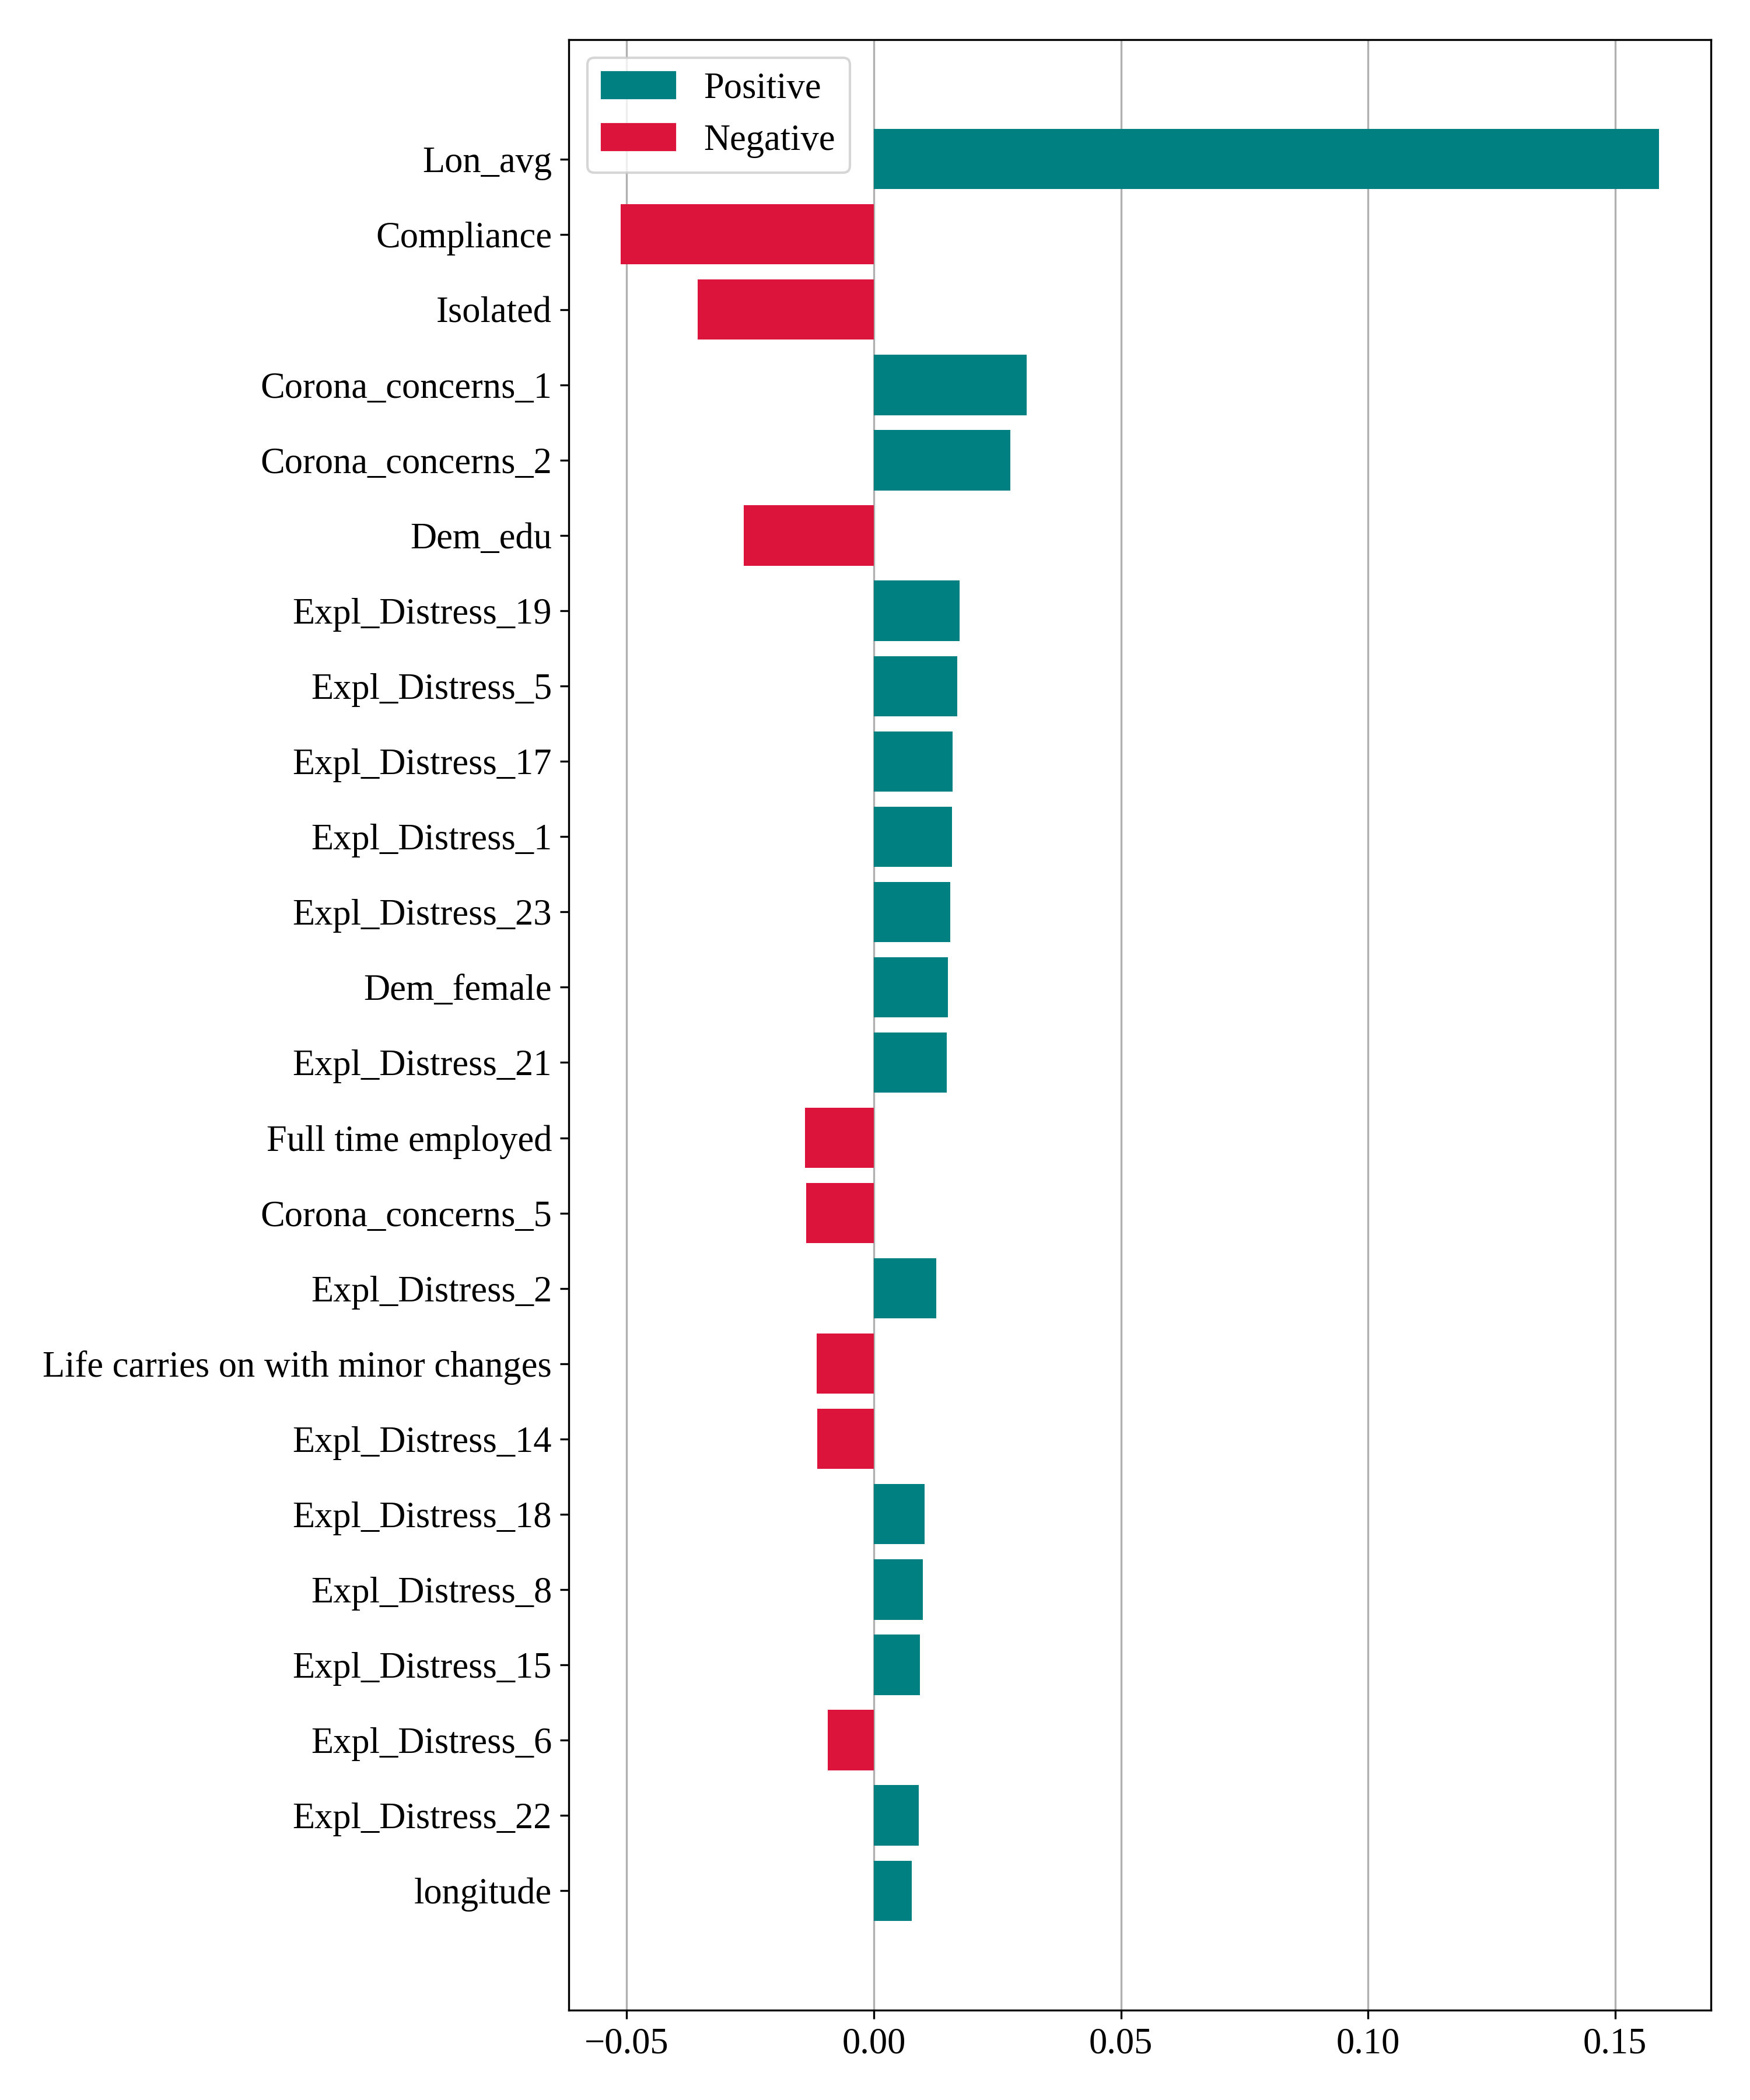 Positive
Negative
Lon_avg
Compliance
Isolated
Corona_concerns_1
Corona_concerns_2
Dem_edu
Expl_Distress_19
Expl_Distress_5
Expl_Distress_17
Expl_Distress_1
Expl_Distress_23
Dem_female
Expl_Distress_21
Full time employed
Corona_concerns_5
Expl_Distress_2
Life carries on with minor changes
Expl_Distress_14
Expl_Distress_18
Expl_Distress_8
Expl_Distress_15
Expl_Distress_6
Expl_Distress_22
longitude
−0.05 0.00 0.05 0.10 0.15